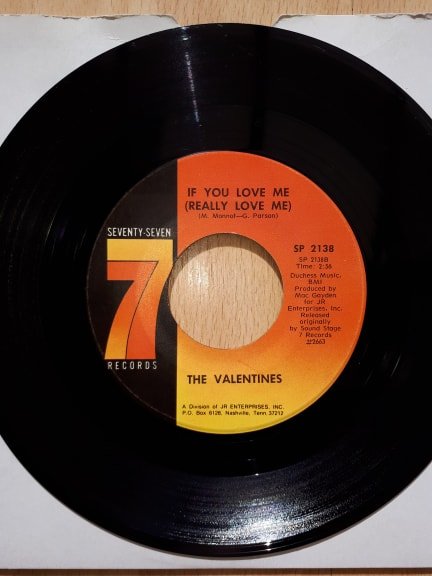 IF YOU LOVE ME
(REALLY LOVE ME)
(M. Monnot—G. Parson)
SEVENTY-SEVEN
7
RECORDS
SP 2138
SP 2138B
Time: 2:36
Duchess Music,
BMI
Produced by
Mac Gayden
for JR
Enterprises, Inc.
Released
originally
by Sound Stage
7 Records
#2663
THE VALENTINES
A Division of JR ENTERPRISES, INC.
P.O. Box 6128, Nashville, Tenn 37212